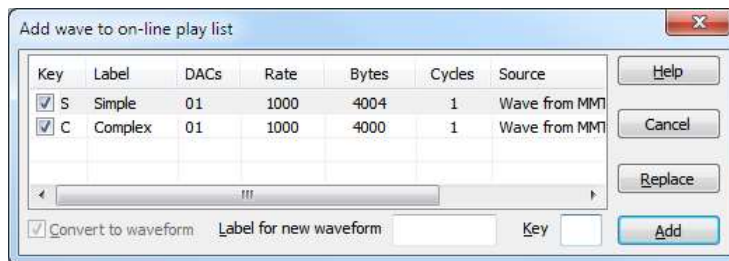 Add wave to on-line play list
Key Label DACs Rate Bytes Cycles Source Help
S Simple 01 1000 4004 1 Wave from MMT
C Complex 01 1000 4000 1 Wave from MMT Cancel
Replace
Convert to waveform Label for new waveform Key Add